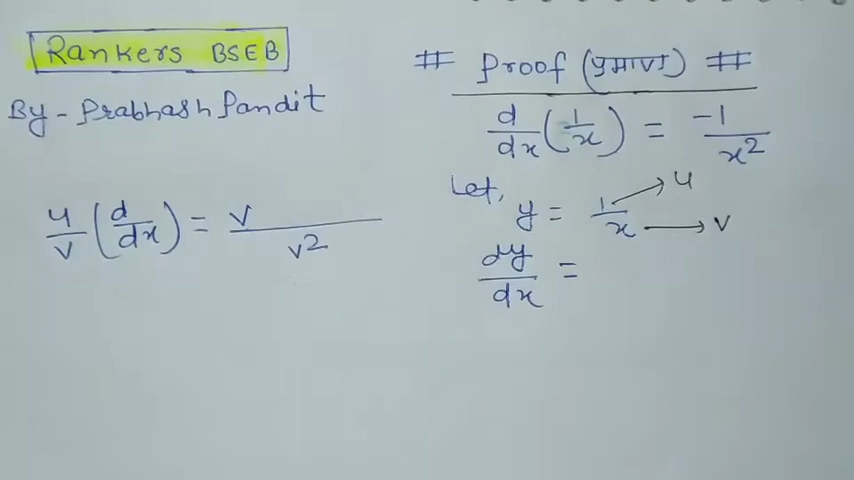 Rankers BSEB
By - Prabhash Pandit
u/v (d/dx) = v / v²
# Proof (प्रमाण) #
d/dx (1/x) = -1/x²
Let,
y = 1/x → u → v
dy/dx =